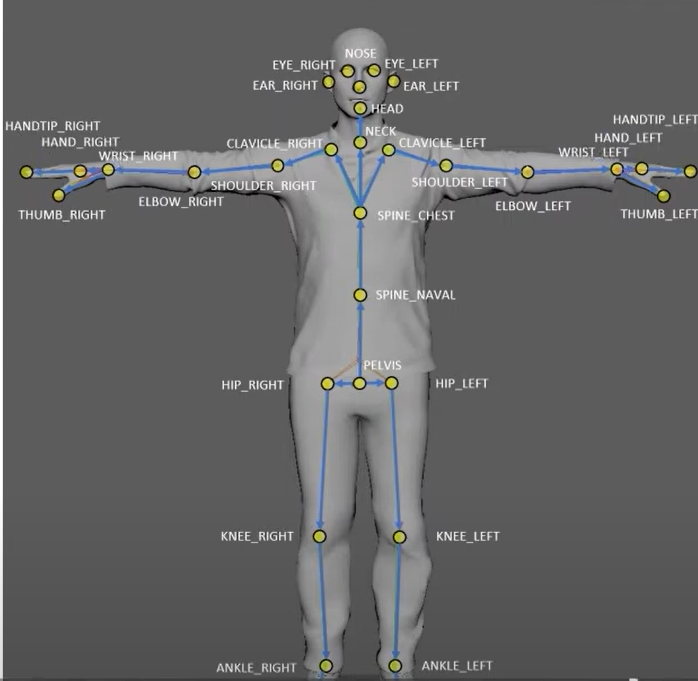 NOSE
EYE_RIGHT
EYE_LEFT
EAR_RIGHT
EAR_LEFT
HEAD
HANDTIP_RIGHT
HANDTIP_LEFT
NECK
HAND_RIGHT
HAND_LEFT
CLAVICLE_RIGHT
CLAVICLE_LEFT
WRIST_RIGHT
WRIST_LEFT
SHOULDER_RIGHT
SHOULDER_LEFT
ELBOW_RIGHT
ELBOW_LEFT
THUMB_RIGHT
THUMB_LEFT
SPINE_CHEST
SPINE_NAVAL
PELVIS
HIP_RIGHT
HIP_LEFT
KNEE_RIGHT
KNEE_LEFT
ANKLE_RIGHT
ANKLE_LEFT